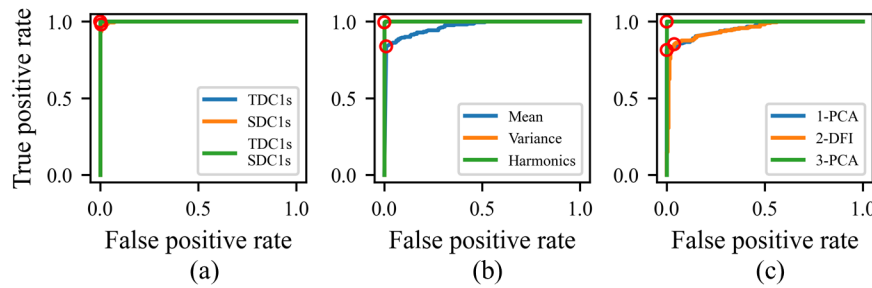 True positive rate
1.0
0.5
0.0
TDC1s
SDC1s
TDC1s
SDC1s
0.0 0.5 1.0
False positive rate
(a)
1.0
0.5
0.0
Mean
Variance
Harmonics
0.0 0.5 1.0
False positive rate
(b)
1.0
0.5
0.0
1-PCA
2-DFI
3-PCA
0.0 0.5 1.0
False positive rate
(c)